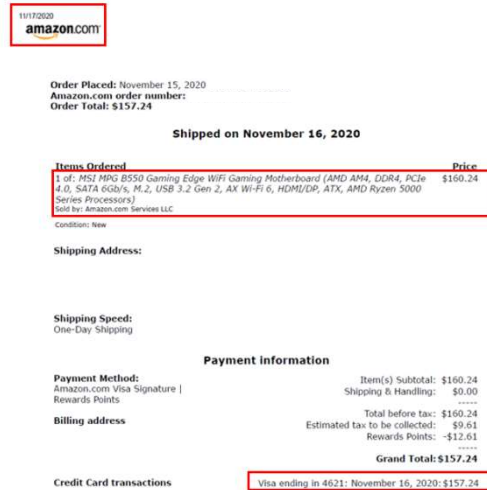 11/17/2020
amazon.com
Order Placed: November 15, 2020
Amazon.com order number:
Order Total: $157.24
Shipped on November 16, 2020
Items Ordered Price
1 of: MSI MPG B550 Gaming Edge WiFi Gaming Motherboard (AMD AM4, DDR4, PCIe $160.24
4.0, SATA 6Gb/s, M.2, USB 3.2 Gen 2, AX Wi-Fi 6, HDMI/DP, ATX, AMD Ryzen 5000
Series Processors)
Sold by: Amazon.com Services LLC
Condition: New
Shipping Address:
Shipping Speed:
One-Day Shipping
Payment information
Payment Method: Item(s) Subtotal: $160.24
Amazon.com Visa Signature | Shipping & Handling: $0.00
Rewards Points -----
Total before tax: $160.24
Billing address Estimated tax to be collected: $9.61
Rewards Points: -$12.61
-----
Grand Total: $157.24
Credit Card transactions Visa ending in 4621: November 16, 2020: $157.24